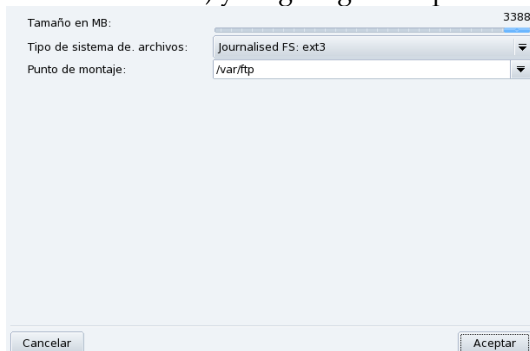 Tamaño en MB: 3388
Tipo de sistema de. archivos: Journalised FS: ext3
Punto de montaje: /var/ftp
Cancelar Aceptar